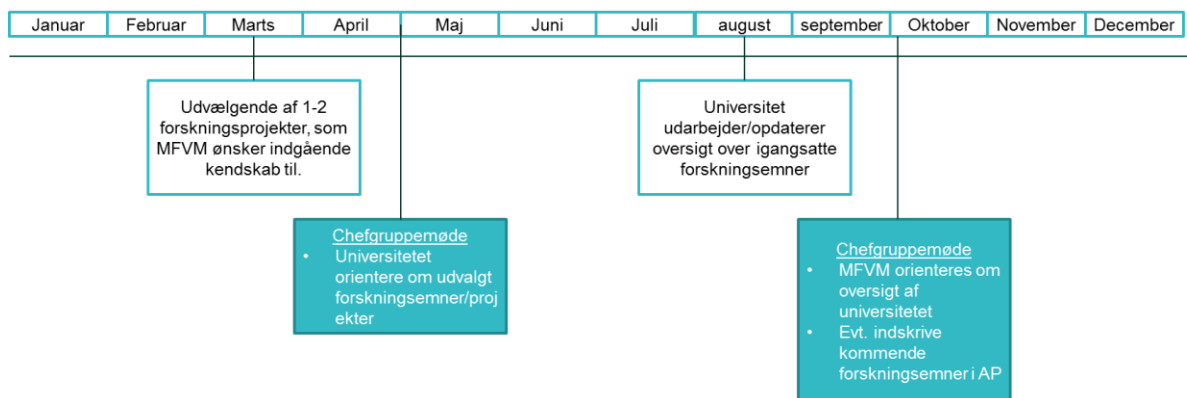 Januar Februar Marts April Maj Juni Juli august september Oktober November December
Udvælgende af 1-2
forskningsprojekter, som
MFVM ønsker indgående
kendskab til.
Universitet
udarbejder/opdaterer
oversigt over igangsatte
forskningsemner
Chefgruppemøde
• Universitetet
orientere om udvalgt
forskningsemner/proj
ekter
Chefgruppemøde
• MFVM orienteres om
oversigt af
universitetet
• Evt. indskrive
kommende
forskningsemner i AP